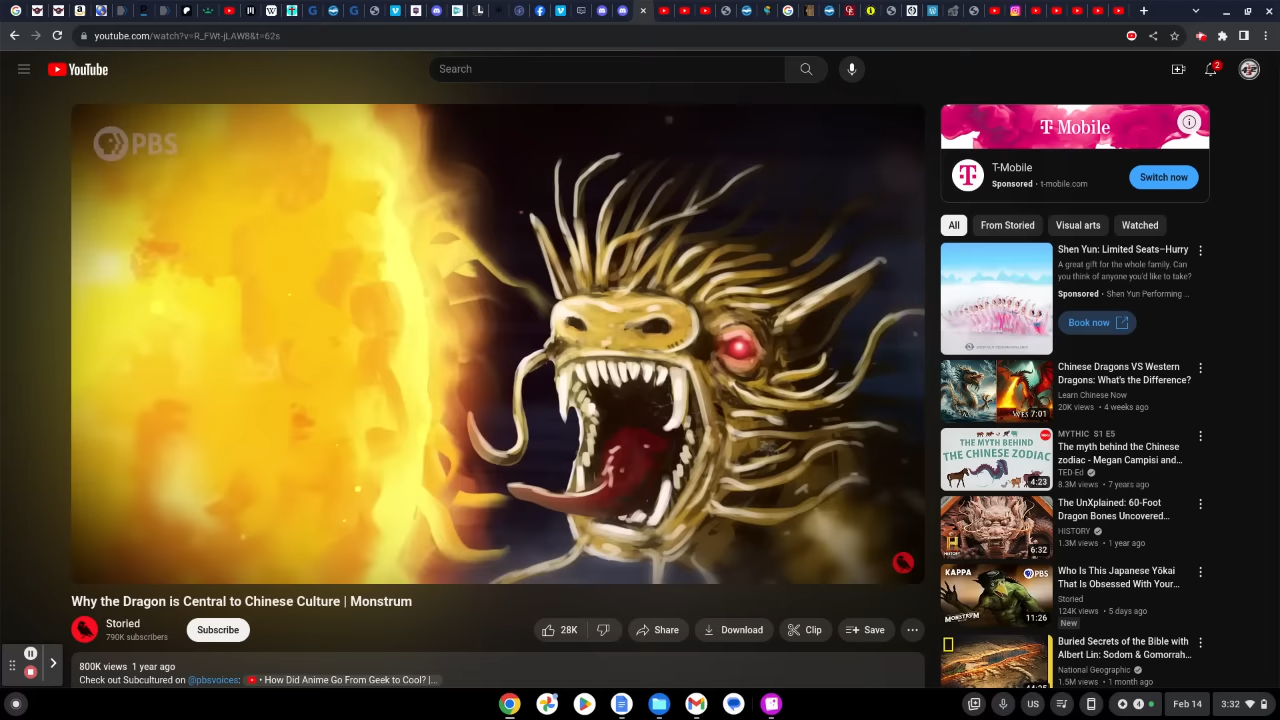 youtube.com/watch?v=R_FWt-jLAW8&t=62s
YouTube
Search
2
PBS
T Mobile
T-Mobile
Sponsored · t-mobile.com
Switch now
All
From Storied
Visual arts
Watched
Shen Yun: Limited Seats—Hurry
A great gift for the whole family. Can
you think of anyone you'd like to take?
Sponsored · Shen Yun Performing ...
Book now
Chinese Dragons VS Western
Dragons: What's the Difference?
Learn Chinese Now
20K views • 4 weeks ago
7:01
MYTHIC S1 E5
The myth behind the Chinese
zodiac - Megan Campisi and...
TED-Ed
8.3M views • 7 years ago
THE MYTH BEHIND
THE CHINESE ZODIAC
4:23
The UnXplained: 60-Foot
Dragon Bones Uncovered...
HISTORY
1.3M views • 1 year ago
HISTORY
6:32
Who Is This Japanese Yōkai
That Is Obsessed With Your...
Storied
124K views • 5 days ago
New
KAPPA
PBS
MONSTRUM
11:26
Buried Secrets of the Bible with
Albert Lin: Sodom & Gomorrah...
National Geographic
1.5M views • 1 month ago
Why the Dragon is Central to Chinese Culture | Monstrum
Storied
790K subscribers
Subscribe
28K
Share
Download
Clip
Save
800K views 1 year ago
Check out Subcultured on @pbsvoices: • How Did Anime Go From Geek to Cool? |...
US
4
Feb 14
3:32